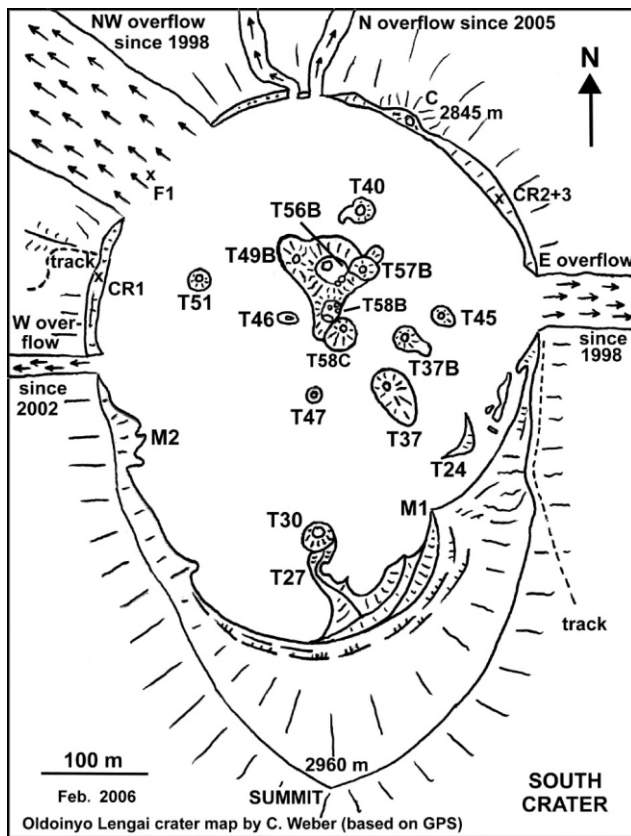 NW overflow
since 1998
N overflow since 2005
N
C
2845 m
F1
T40
CR2+3
T56B
T49B
T57B
track
CR1
T51
E overflow
T58B
T46
T45
W over-
flow
T58C
T37B
since
1998
since
2002
T47
T37
M2
T24
T30
M1
T27
track
100 m
2960 m
SOUTH
CRATER
Feb. 2006
SUMMIT
Oldoinyo Lengai crater map by C. Weber (based on GPS)